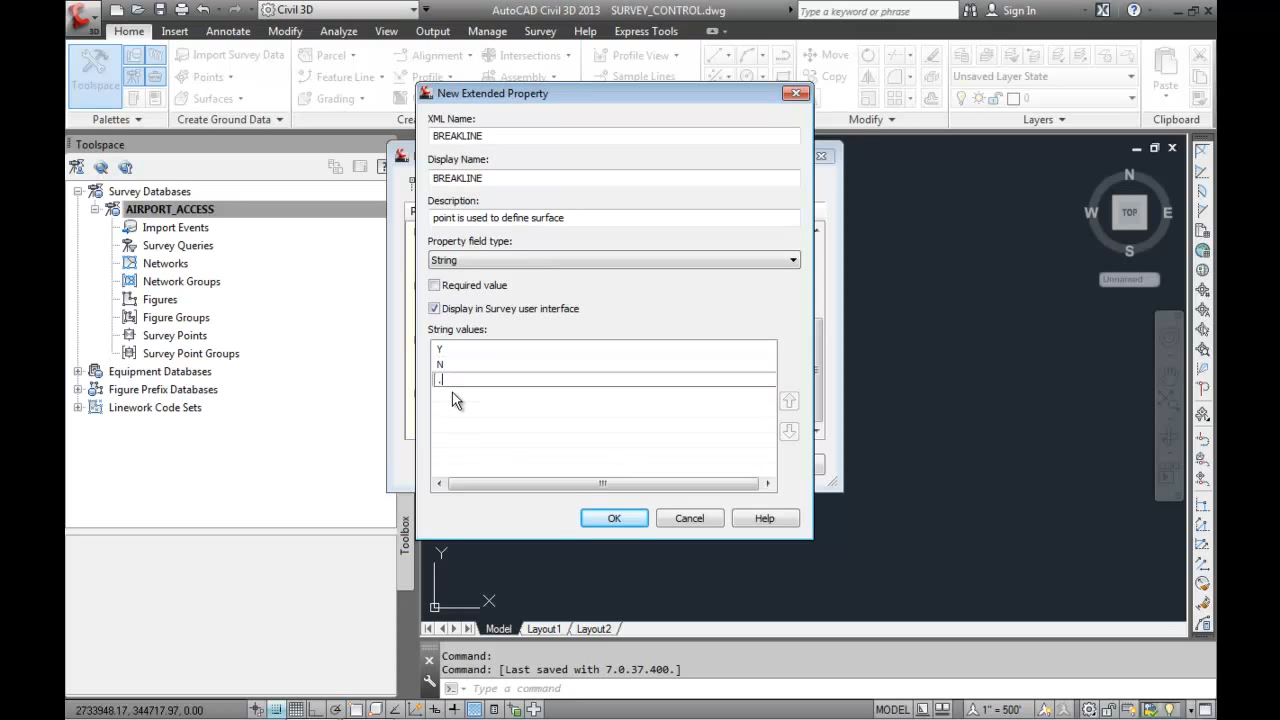 3D
Civil 3D
AutoCAD Civil 3D 2013 SURVEY_CONTROL.dwg
Type a keyword or phrase
Sign In
Home Insert Annotate Modify Analyze View Output Manage Survey Help Express Tools
Toolspace
Import Survey Data
Points
Surfaces
Parcel
Feature Line
Grading
Alignment
Profile
Intersections
Assembly
Profile View
Sample Lines
Move
Copy
Unsaved Layer State
0
Paste
Palettes
Create Ground Data
Modify
Layers
Clipboard
New Extended Property
XML Name:
BREAKLINE
Display Name:
BREAKLINE
Description:
point is used to define surface
Property field type:
String
Required value
Display in Survey user interface
String values:
Y
N
.
OK Cancel Help
Toolspace
Survey Databases
AIRPORT_ACCESS
Import Events
Survey Queries
Networks
Network Groups
Figures
Figure Groups
Survey Points
Survey Point Groups
Equipment Databases
Figure Prefix Databases
Linework Code Sets
Toolbox
N
W TOP E
S
Unnamed
Y
X
Model Layout1 Layout2
Command:
Command: [Last saved with 7.0.37.400.]
Type a command
2733948.17, 344717.97, 0.00
MODEL
1" = 500'